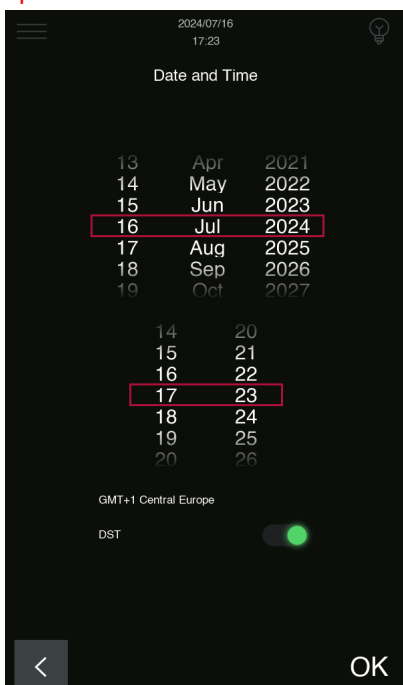 2024/07/16
17:23
Date and Time
13 Apr 2021
14 May 2022
15 Jun 2023
16 Jul 2024
17 Aug 2025
18 Sep 2026
19 Oct 2027
14 20
15 21
16 22
17 23
18 24
19 25
20 26
GMT+1 Central Europe
DST
OK